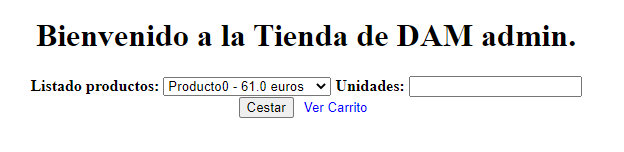 Bienvenido a la Tienda de DAM admin.
Listado productos: Producto0 - 61.0 euros Unidades:
Cestar Ver Carrito